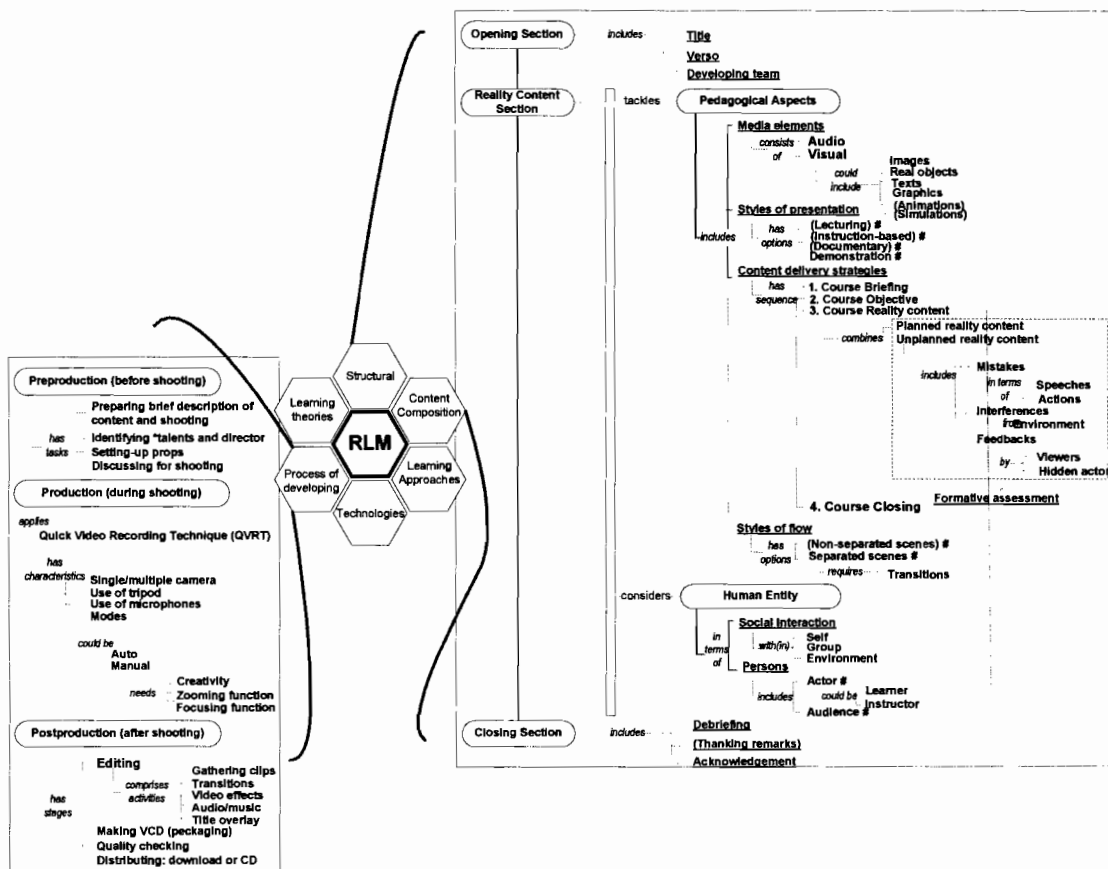 Opening Section
includes
Title
Verso
Developing team
Reality Content
Section
tackles
Pedagogical Aspects
includes
Media elements
consists
of
Audio
Visual
could
include
Images
Real objects
Texts
Graphics
(Animations)
(Simulations)
Styles of presentation
has
options
(Lecturing) #
(Instruction-based) #
(Documentary) #
Demonstration #
Content delivery strategies
has
sequence
1. Course Briefing
2. Course Objective
3. Course Reality content
combines
Planned reality content
Unplanned reality content
includes
Mistakes
in terms
of
Speeches
Actions
Interferences
from
Environment
Feedbacks
by
Viewers
Hidden actor
4. Course Closing
Formative assessment
Styles of flow
has
options
(Non-separated scenes) #
Separated scenes #
requires
Transitions
considers
Human Entity
in
terms
of
Social Interaction
with(in)
Self
Group
Environment
Persons
includes
Actor #
could be
Learner
Instructor
Audience #
Closing Section
includes
Debriefing
(Thanking remarks)
Acknowledgement
Structural
Learning
theories
Content
Composition
RLM
Process of
developing
Learning
Approaches
Technologies
Preproduction (before shooting)
has
tasks
Preparing brief description of
content and shooting
Identifying *talents and director
Setting-up props
Discussing for shooting
Production (during shooting)
applies
Quick Video Recording Technique (QVRT)
has
characteristics
Single/multiple camera
Use of tripod
Use of microphones
Modes
could be
Auto
Manual
needs
Creativity
Zooming function
Focusing function
Postproduction (after shooting)
has
stages
Editing
comprises
activities
Gathering clips
Transitions
Video effects
Audio/music
Title overlay
Making VCD (peckaging)
Quality checking
Distributing: download or CD